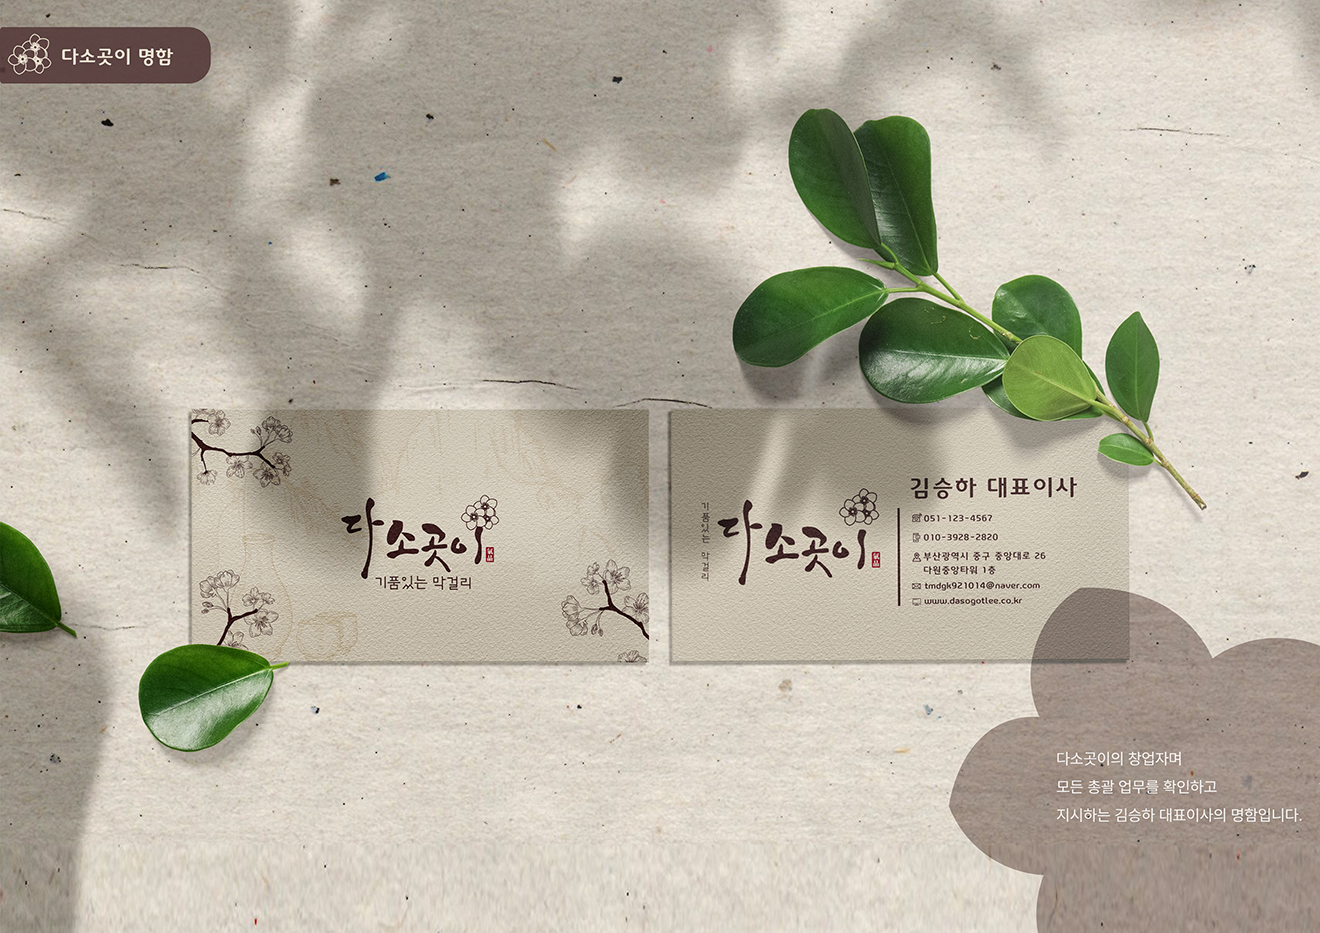 다소곳이 명함
다소곳이
기품있는 막걸리
기품있는 막걸리
다소곳이
김승하 대표이사
051-123-4567
010-3928-2820
부산광역시 중구 중앙대로 26
다원중앙타워 1층
tmdgk921014@naver.com
www.dasogotlee.co.kr
다소곳이의 창업자며
모든 총괄 업무를 확인하고
지시하는 김승하 대표이사의 명함입니다.